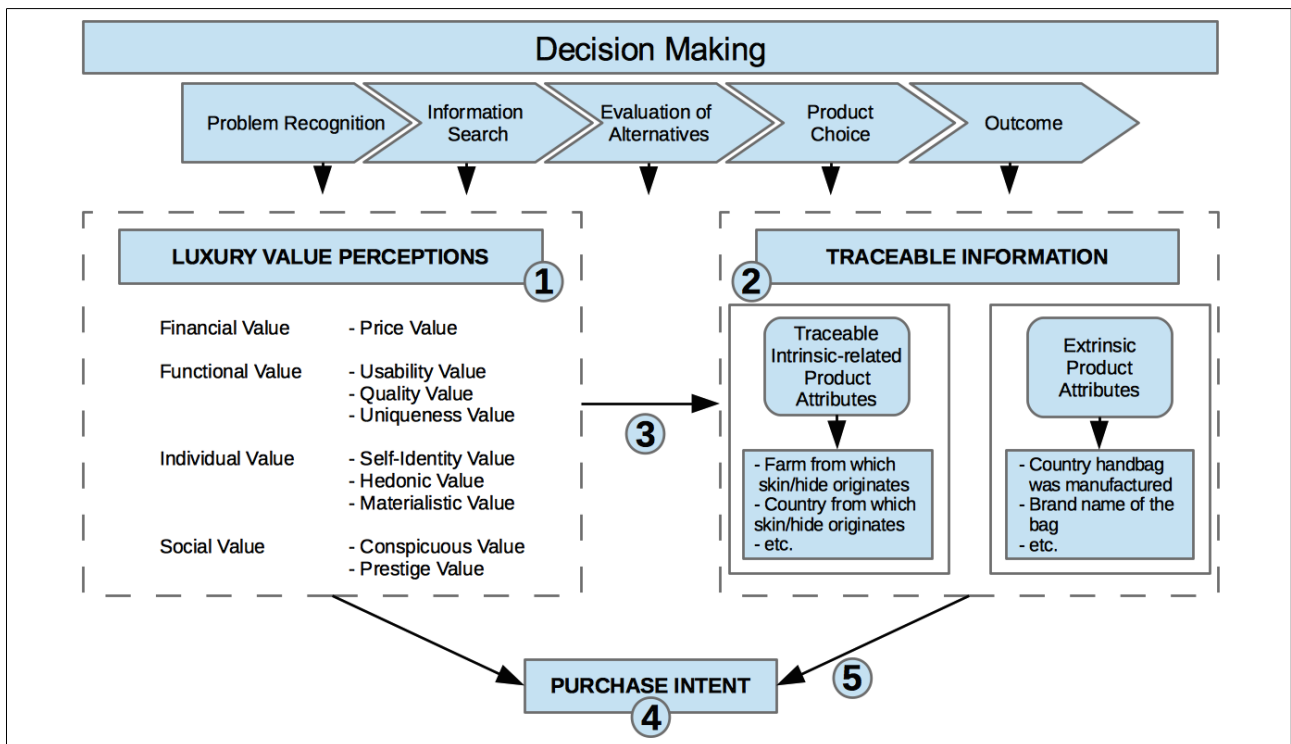 Decision Making
Problem Recognition
Information
Search
Evaluation of
Alternatives
Product
Choice
Outcome
LUXURY VALUE PERCEPTIONS
1
Financial Value - Price Value
Functional Value - Usability Value
- Quality Value
- Uniqueness Value
Individual Value - Self-Identity Value
- Hedonic Value
- Materialistic Value
Social Value - Conspicuous Value
- Prestige Value
3
TRACEABLE INFORMATION
2
Traceable
Intrinsic-related
Product
Attributes
- Farm from which
skin/hide originates
- Country from which
skin/hide originates
- etc.
Extrinsic
Product
Attributes
- Country handbag
was manufactured
- Brand name of the
bag
- etc.
5
PURCHASE INTENT
4